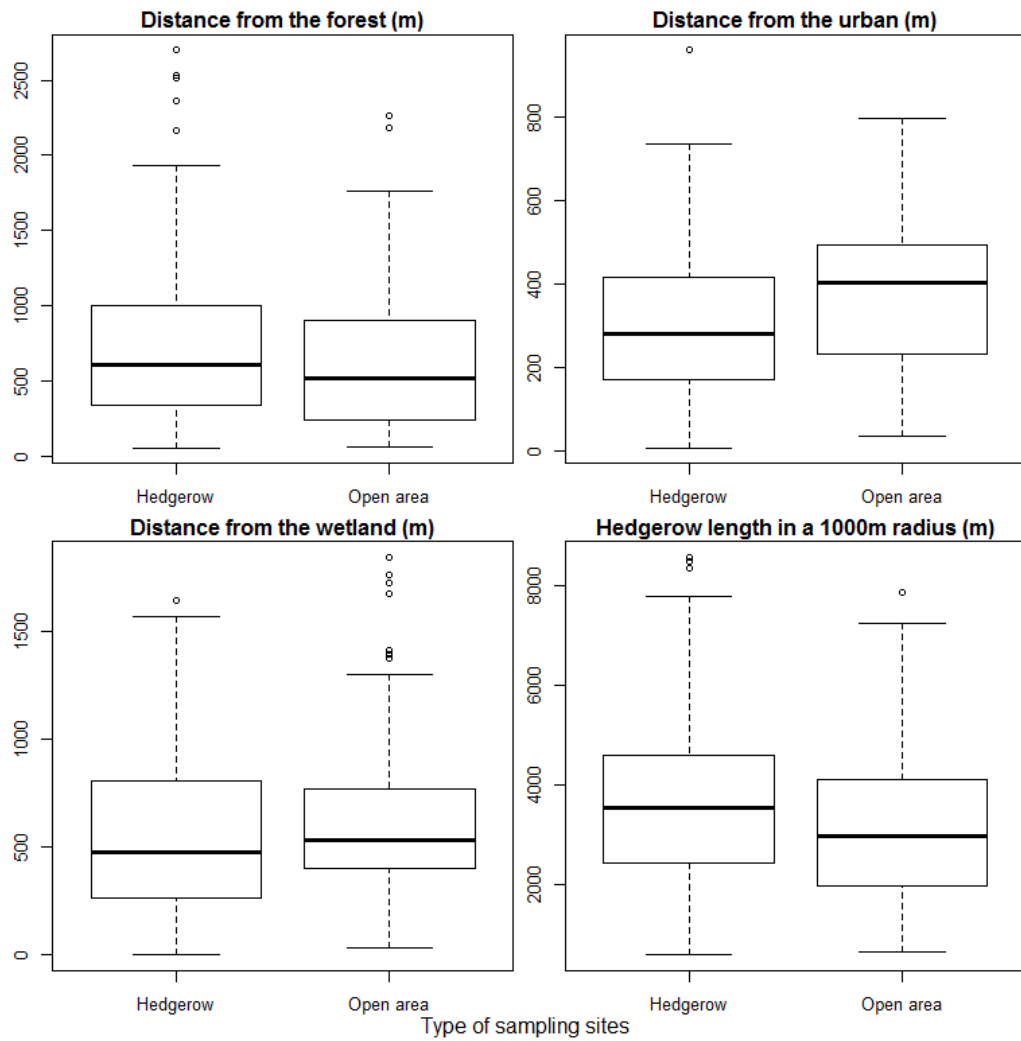 Distance from the forest (m)
2500
2000
1500
1000
500
0
Hedgerow Open area
Distance from the urban (m)
800
600
400
200
0
Hedgerow Open area
Distance from the wetland (m)
1500
1000
500
0
Hedgerow Open area
Hedgerow length in a 1000m radius (m)
8000
6000
4000
2000
Hedgerow Open area
Type of sampling sites